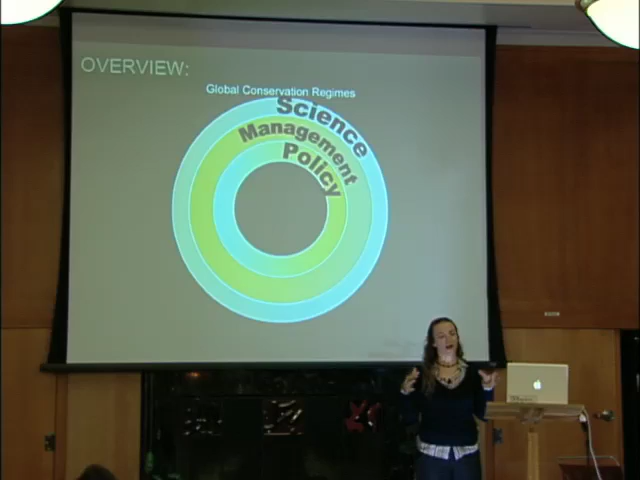 OVERVIEW:
Global Conservation Regimes
Science
Management
Policy